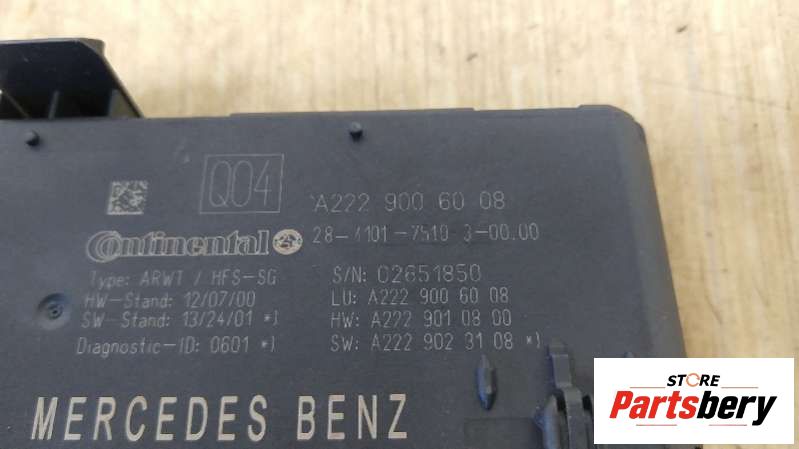 Q04
A222 900 60 08
Continental
28-4101-7510 3-00.00
Type: ARWT / HFS-SG
S/N: 02651850
HW-Stand: 12/07/00
LU: A222 900 60 08
SW-Stand: 13/24/01 *)
HW: A222 901 08 00
Diagnostic-ID: 0601 *)
SW: A222 902 31 08 *)
MERCEDES BENZ
STORE
Partsbery